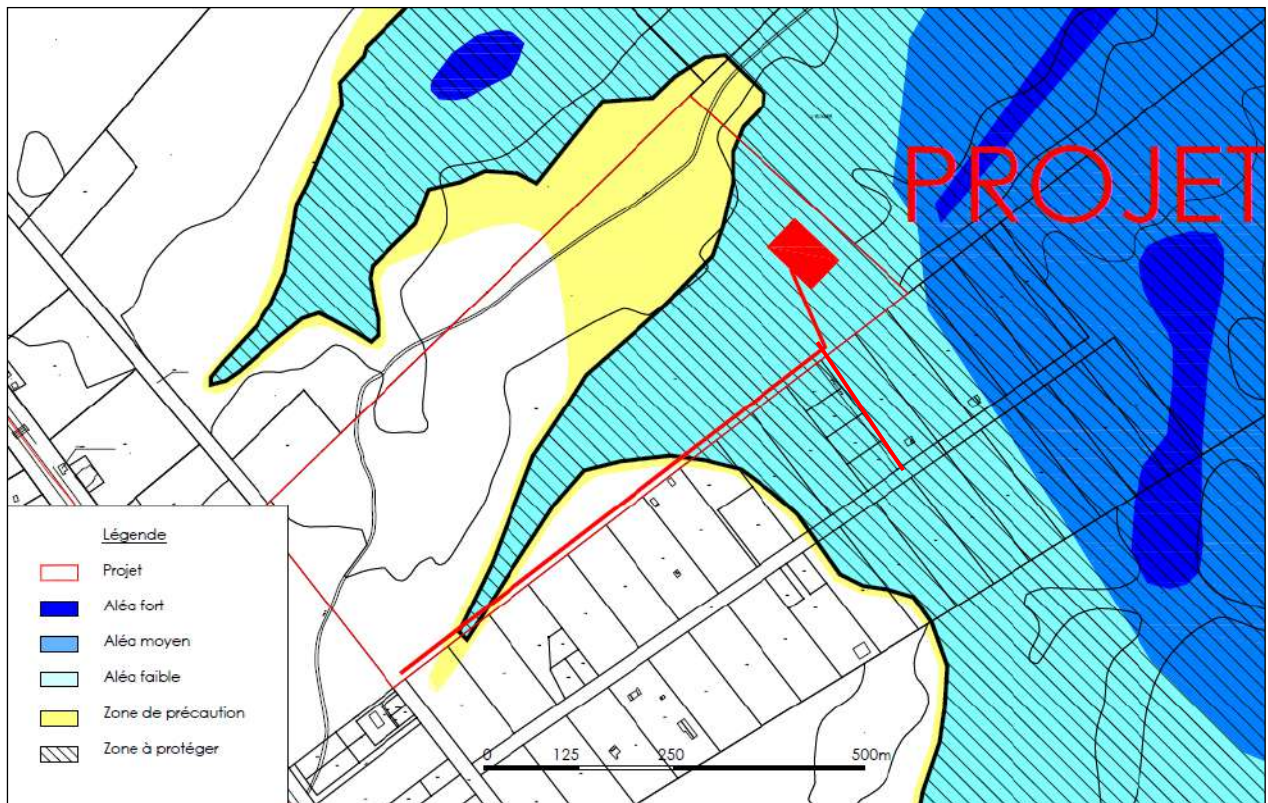 PROJET
Légende
Projet
Aléa fort
Aléa moyen
Aléa faible
Zone de précaution
Zone à protéger
0 125 250 500m